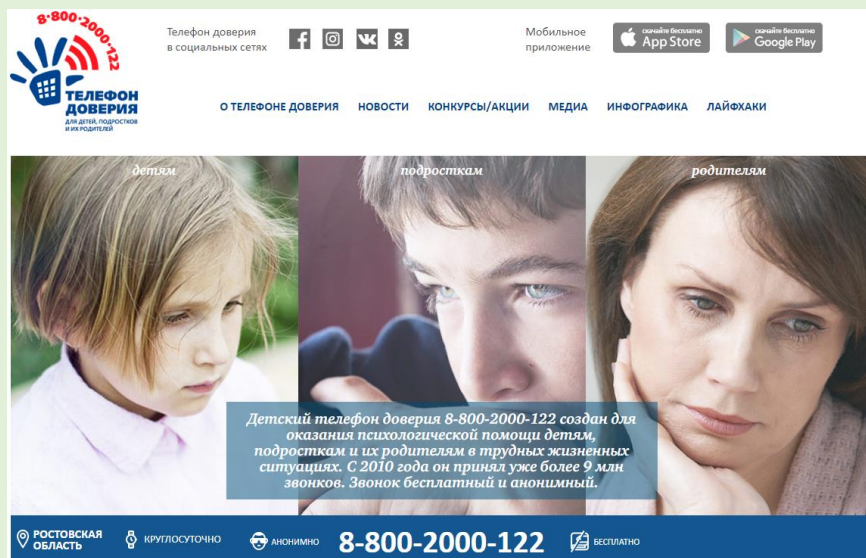 8-800-2000-122
ТЕЛЕФОН
ДОВЕРИЯ
ДЛЯ ДЕТЕЙ, ПОДРОСТКОВ
И ИХ РОДИТЕЛЕЙ
Телефон доверия
в социальных сетях
Мобильное
приложение
скачайте бесплатно
App Store
скачайте бесплатно
Google Play
О ТЕЛЕФОНЕ ДОВЕРИЯ НОВОСТИ КОНКУРСЫ/АКЦИИ МЕДИА ИНФОГРАФИКА ЛАЙФХАКИ
детям подросткам родителям
Детский телефон доверия 8-800-2000-122 создан для
оказания психологической помощи детям,
подросткам и их родителям в трудных жизненных
ситуациях. С 2010 года он принял уже более 9 млн
звонков. Звонок бесплатный и анонимный.
РОСТОВСКАЯ
ОБЛАСТЬ
КРУГЛОСУТОЧНО АНОНИМНО 8-800-2000-122 БЕСПЛАТНО